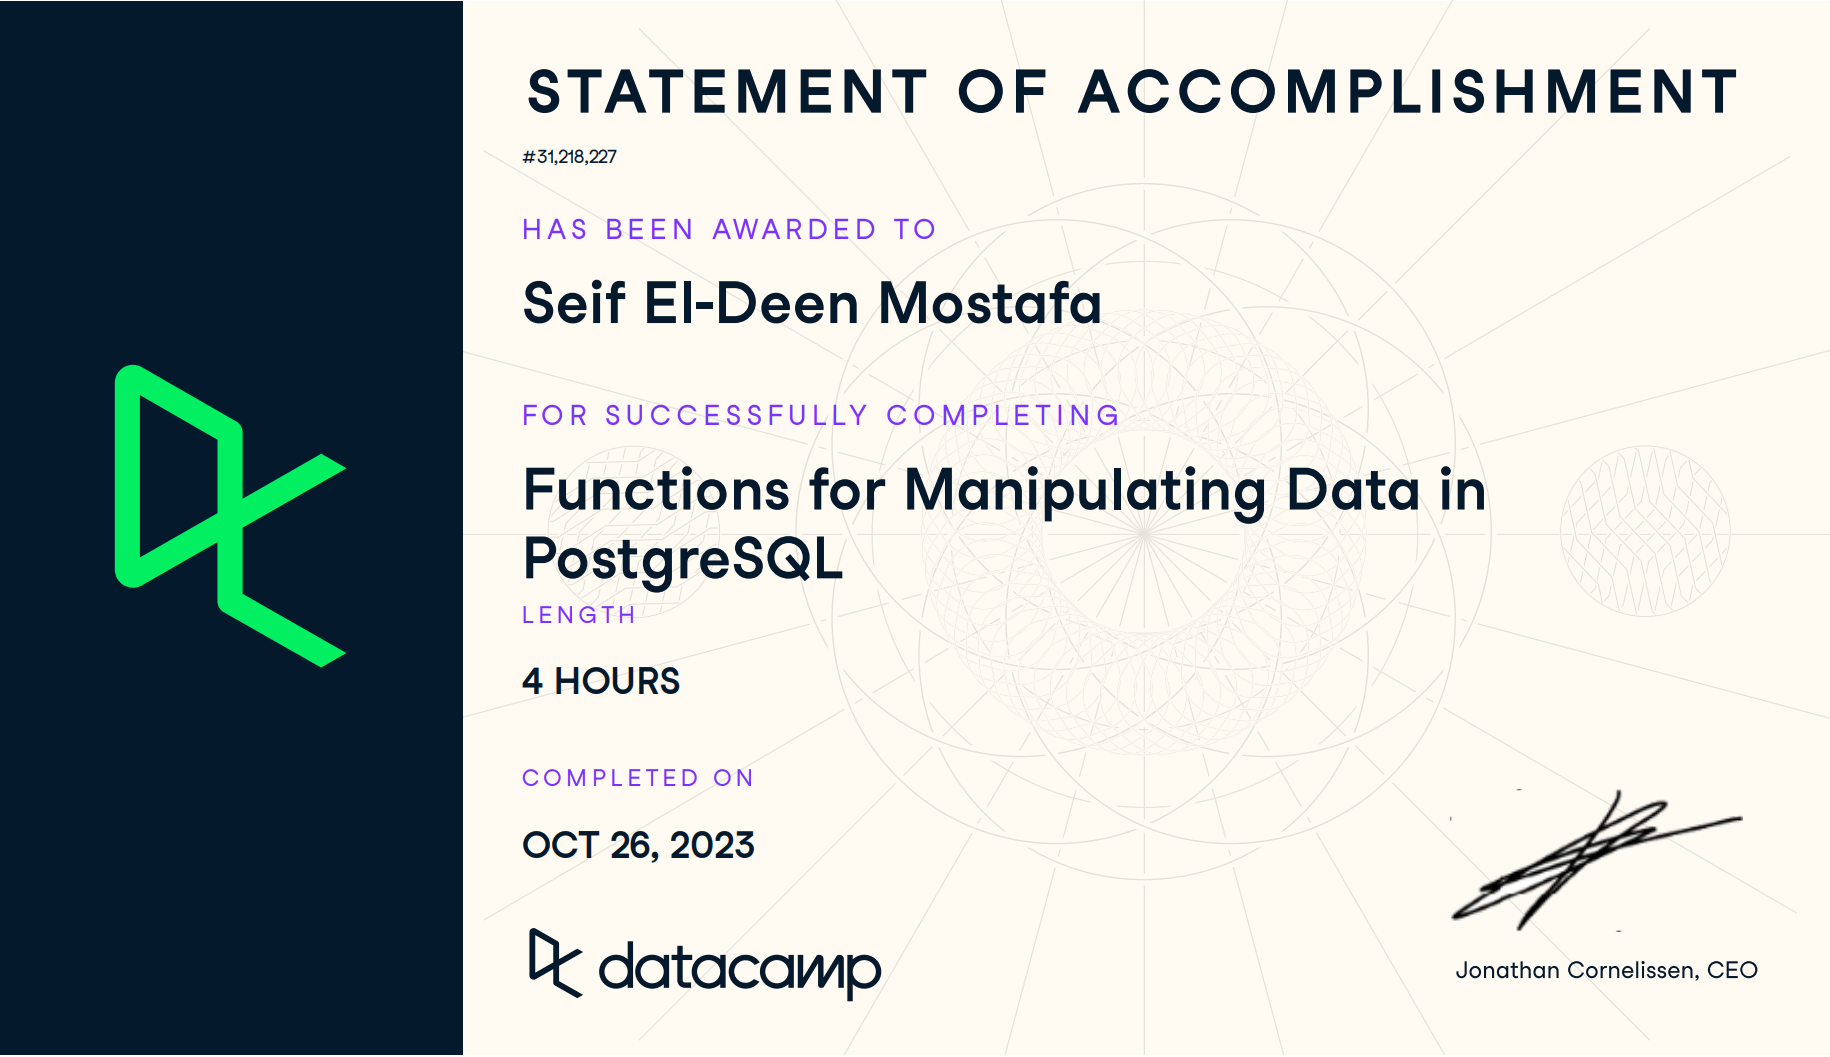 STATEMENT OF ACCOMPLISHMENT
#31,218,227
HAS BEEN AWARDED TO
Seif El-Deen Mostafa
FOR SUCCESSFULLY COMPLETING
Functions for Manipulating Data in
PostgreSQL
LENGTH
4 HOURS
COMPLETED ON
OCT 26, 2023
datacamp
Jonathan Cornelissen, CEO